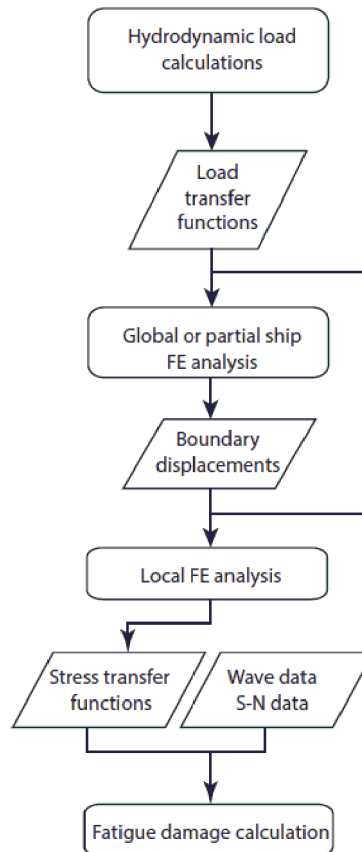 Hydrodynamic load
calculations
Load
transfer
functions
Global or partial ship
FE analysis
Boundary
displacements
Local FE analysis
Stress transfer
functions
Wave data
S-N data
Fatigue damage calculation